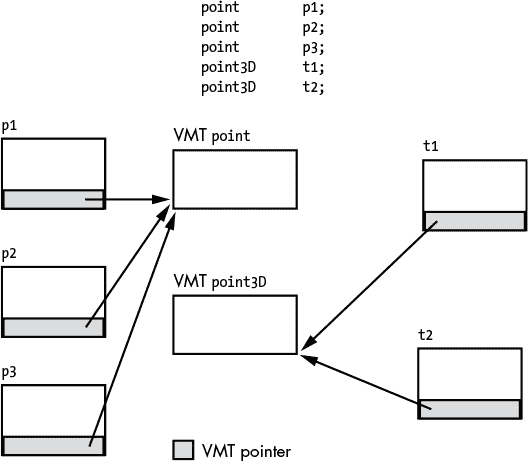 point p1;
point p2;
point p3;
point3D t1;
point3D t2;
p1
VMT point
t1
p2
VMT point3D
t2
p3
VMT pointer